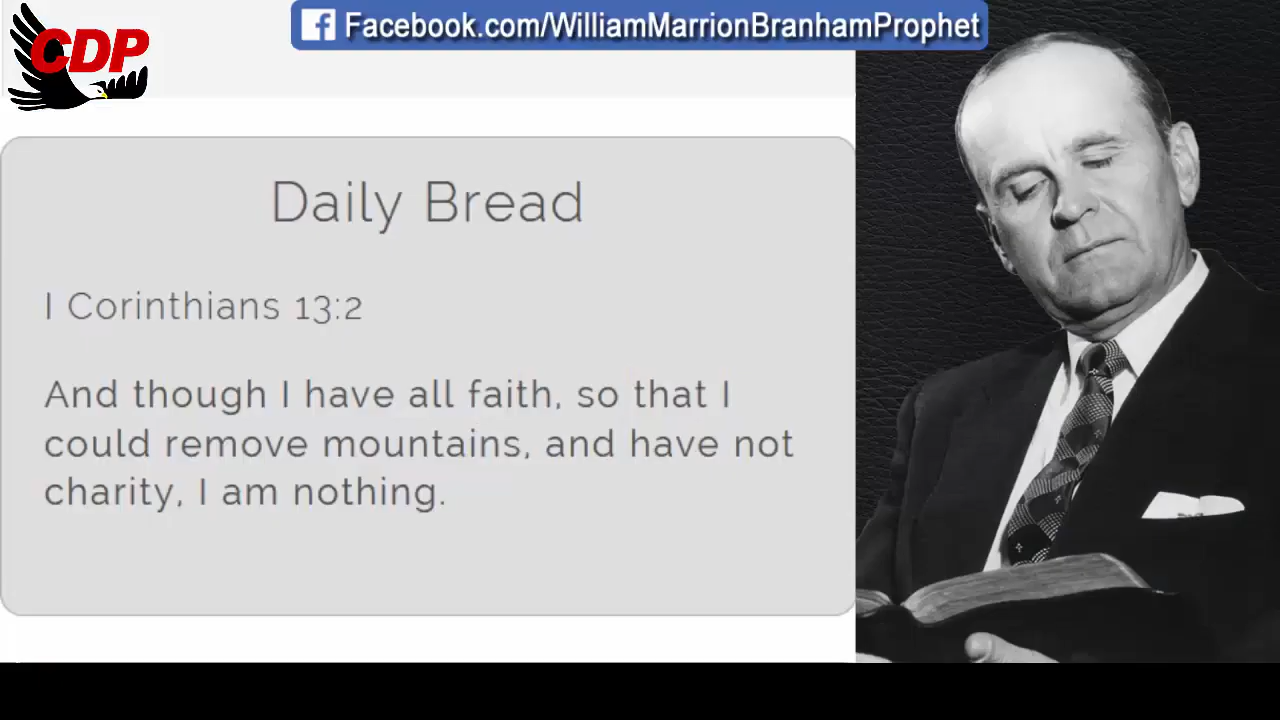 CDP
Facebook.com/WilliamMarrionBranhamProphet
Daily Bread
I Corinthians 13:2
And though I have all faith, so that I
could remove mountains, and have not
charity, I am nothing.